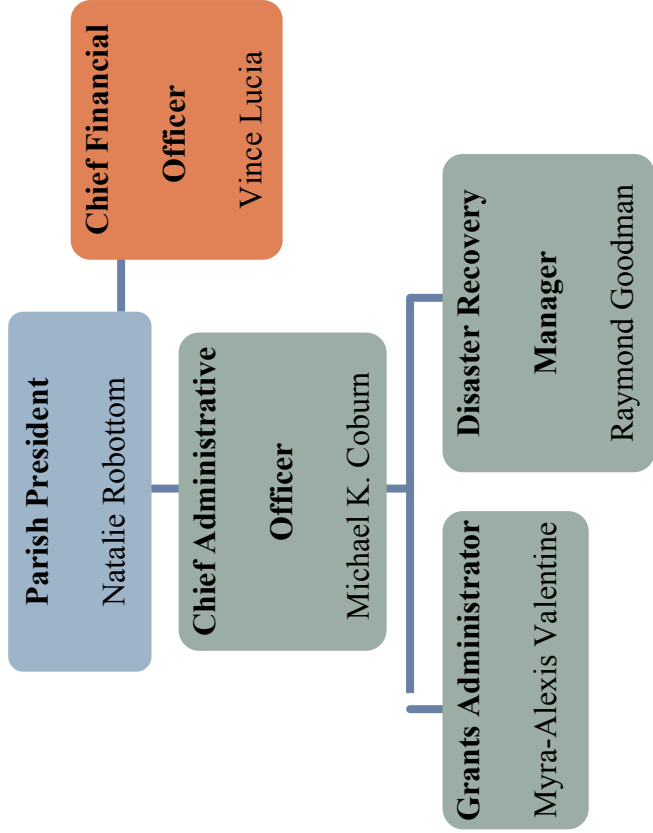 Parish President
Natalie Robottom
Chief Financial
Officer
Vince Lucia
Chief Administrative
Officer
Michael K. Coburn
Grants Administrator
Myra-Alexis Valentine
Disaster Recovery
Manager
Raymond Goodman